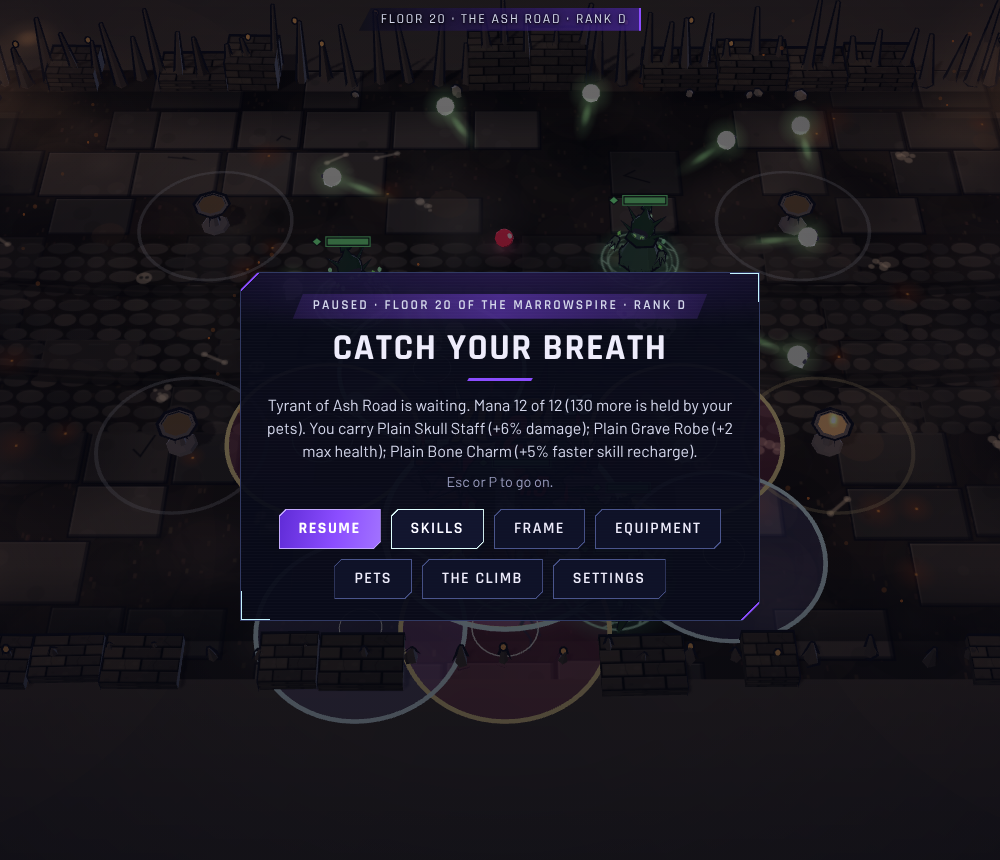 FLOOR 20 · THE ASH ROAD · RANK D
PAUSED · FLOOR 20 OF THE MARROWSPIRE · RANK D
CATCH YOUR BREATH
Tyrant of Ash Road is waiting. Mana 12 of 12 (130 more is held by your
pets). You carry Plain Skull Staff (+6% damage); Plain Grave Robe (+2
max health); Plain Bone Charm (+5% faster skill recharge).
Esc or P to go on.
RESUME SKILLS FRAME EQUIPMENT
PETS THE CLIMB SETTINGS